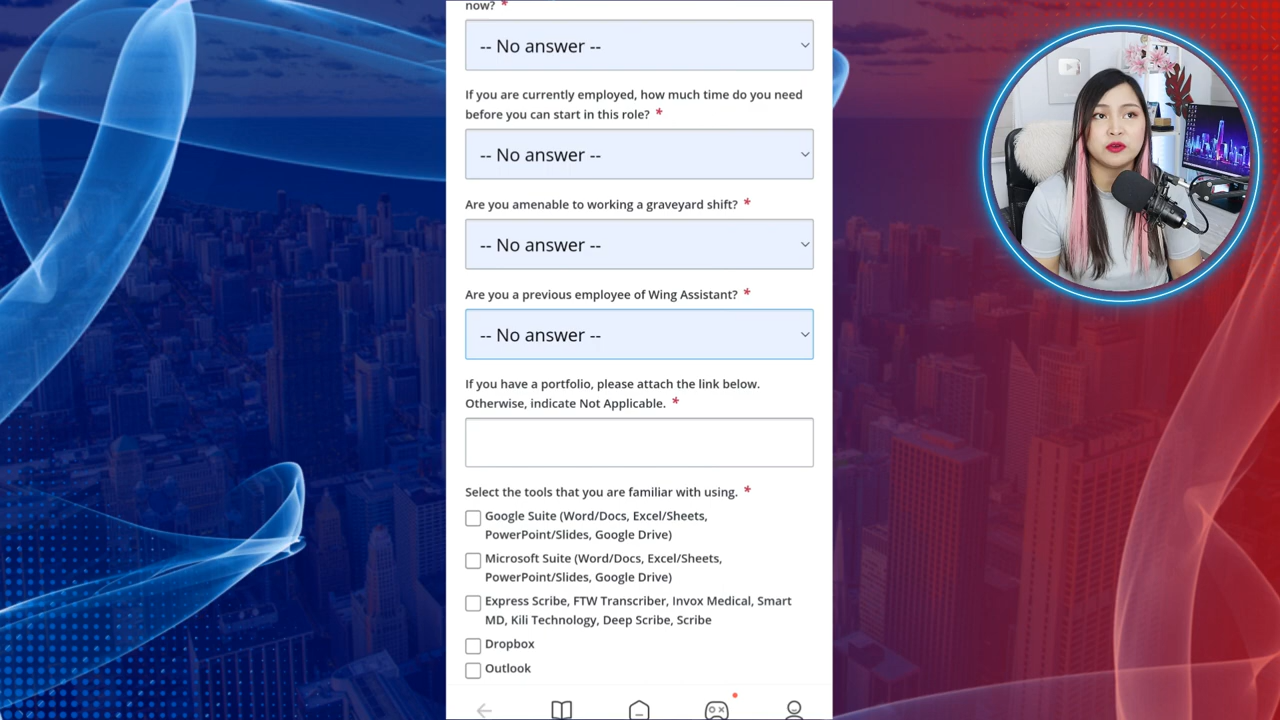 now? *
-- No answer --
If you are currently employed, how much time do you need
before you can start in this role? *
-- No answer --
Are you amenable to working a graveyard shift? *
-- No answer --
Are you a previous employee of Wing Assistant? *
-- No answer --
If you have a portfolio, please attach the link below.
Otherwise, indicate Not Applicable. *
Select the tools that you are familiar with using. *
Google Suite (Word/Docs, Excel/Sheets,
PowerPoint/Slides, Google Drive)
Microsoft Suite (Word/Docs, Excel/Sheets,
PowerPoint/Slides, Google Drive)
Express Scribe, FTW Transcriber, Invox Medical, Smart
MD, Kili Technology, Deep Scribe, Scribe
Dropbox
Outlook